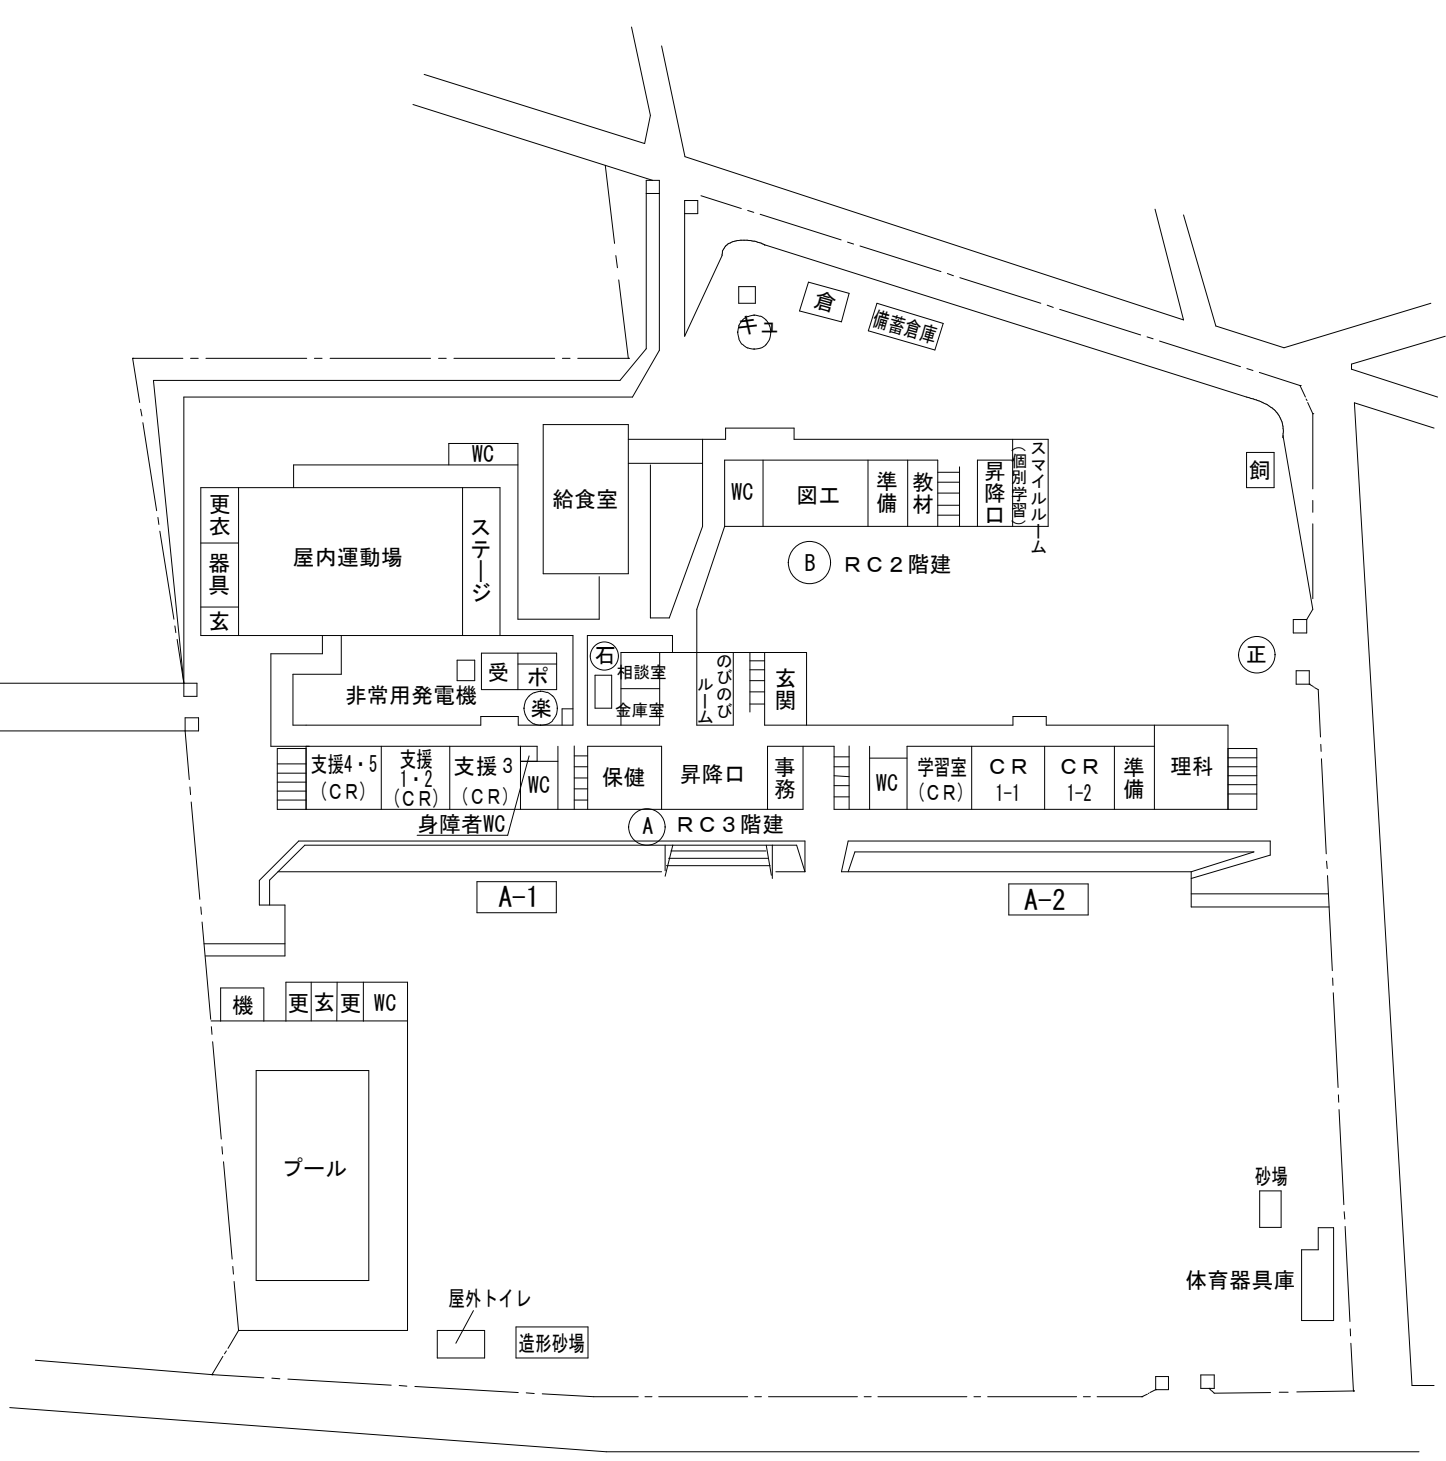 キュ
倉
備蓄倉庫
WC
給食室
WC
図工
準備
教材
昇降口
スマイルルーム
(個別学習)
飼
更衣
器具
玄
屋内運動場
ステージ
B
RC2階建
正
石
相談室
金庫室
のびのび
ルーム
玄関
受
ポ
非常用発電機
楽
支援4・5
(CR)
支援
1・2
(CR)
支援3
(CR)
WC
保健
昇降口
事務
WC
学習室
(CR)
CR
1-1
CR
1-2
準備
理科
身障者WC
A
RC3階建
A-1
A-2
機
更
玄
更
WC
プール
砂場
体育器具庫
屋外トイレ
造形砂場